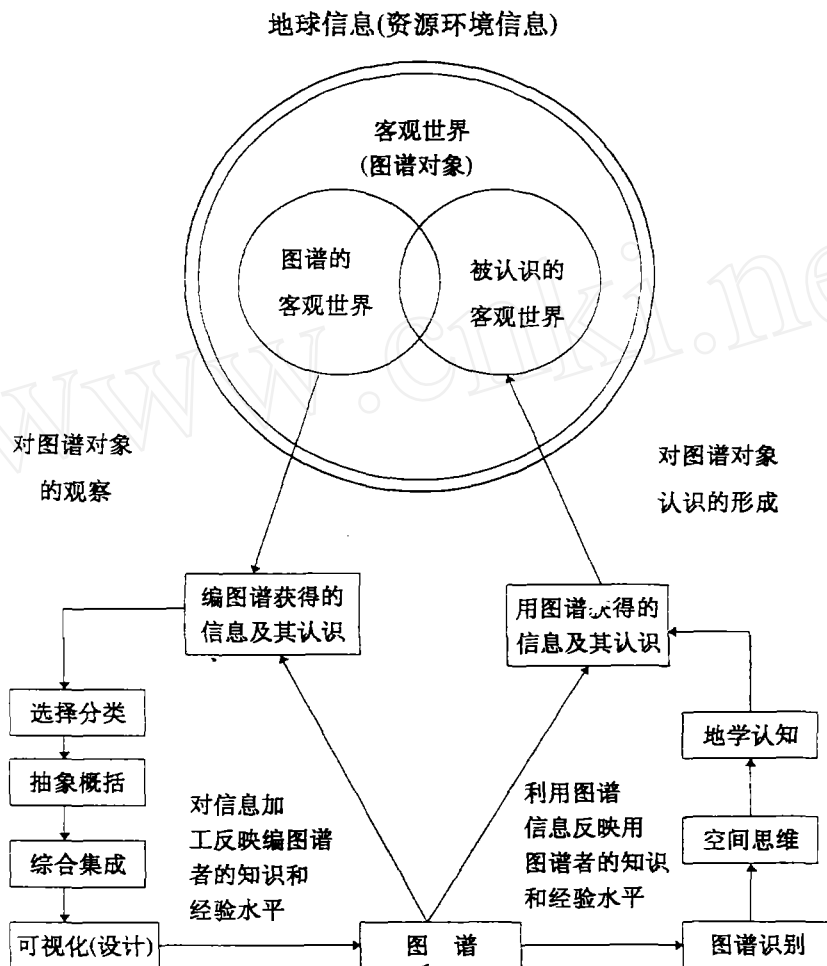 地球信息(资源环境信息)
客观世界
(图谱对象)
图谱的
客观世界
被认识的
客观世界
www.cnki.ne
对图谱对象
的观察
对图谱对象
认识的形成
编图谱获得的
信息及其认识
用图谱获得的
信息及其认识
选择分类
抽象概括
综合集成
可视化(设计)
对信息加
工反映编图谱
者的知识和
经验水平
利用图谱
信息反映用
图谱者的知识
和经验水平
地学认知
空间思维
图谱识别
图 谱